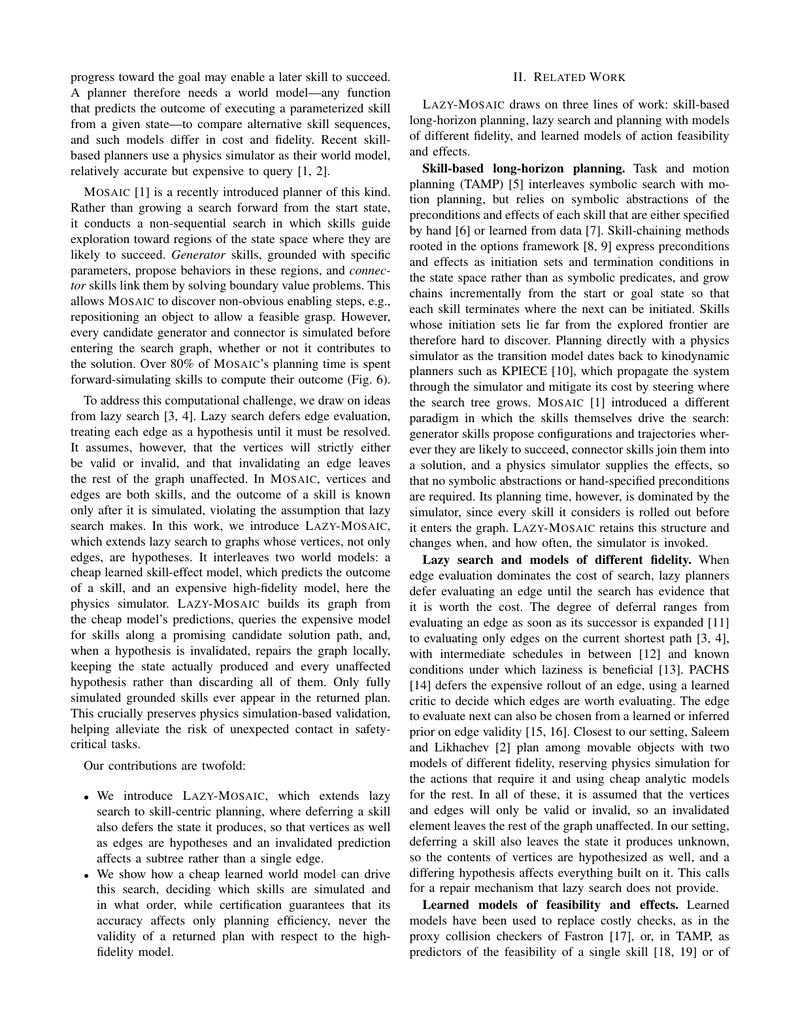 progress toward the goal may enable a later skill to succeed.
A planner therefore needs a world model—any function
that predicts the outcome of executing a parameterized skill
from a given state—to compare alternative skill sequences,
and such models differ in cost and fidelity. Recent skill-
based planners use a physics simulator as their world model,
relatively accurate but expensive to query [1, 2].
MOSAIC [1] is a recently introduced planner of this kind.
Rather than growing a search forward from the start state,
it conducts a non-sequential search in which skills guide
exploration toward regions of the state space where they are
likely to succeed. Generator skills, grounded with specific
parameters, propose behaviors in these regions, and connec-
tor skills link them by solving boundary value problems. This
allows MOSAIC to discover non-obvious enabling steps, e.g.,
repositioning an object to allow a feasible grasp. However,
every candidate generator and connector is simulated before
entering the search graph, whether or not it contributes to
the solution. Over 80% of MOSAIC's planning time is spent
forward-simulating skills to compute their outcome (Fig. 6).
To address this computational challenge, we draw on ideas
from lazy search [3, 4]. Lazy search defers edge evaluation,
treating each edge as a hypothesis until it must be resolved.
It assumes, however, that the vertices will strictly either
be valid or invalid, and that invalidating an edge leaves
the rest of the graph unaffected. In MOSAIC, vertices and
edges are both skills, and the outcome of a skill is known
only after it is simulated, violating the assumption that lazy
search makes. In this work, we introduce LAZY-MOSAIC,
which extends lazy search to graphs whose vertices, not only
edges, are hypotheses. It interleaves two world models: a
cheap learned skill-effect model, which predicts the outcome
of a skill, and an expensive high-fidelity model, here the
physics simulator. LAZY-MOSAIC builds its graph from
the cheap model's predictions, queries the expensive model
for skills along a promising candidate solution path, and,
when a hypothesis is invalidated, repairs the graph locally,
keeping the state actually produced and every unaffected
hypothesis rather than discarding all of them. Only fully
simulated grounded skills ever appear in the returned plan.
This crucially preserves physics simulation-based validation,
helping alleviate the risk of unexpected contact in safety-
critical tasks.
Our contributions are twofold:
• We introduce LAZY-MOSAIC, which extends lazy
search to skill-centric planning, where deferring a skill
also defers the state it produces, so that vertices as well
as edges are hypotheses and an invalidated prediction
affects a subtree rather than a single edge.
• We show how a cheap learned world model can drive
this search, deciding which skills are simulated and
in what order, while certification guarantees that its
accuracy affects only planning efficiency, never the
validity of a returned plan with respect to the high-
fidelity model.
II. RELATED WORK
LAZY-MOSAIC draws on three lines of work: skill-based
long-horizon planning, lazy search and planning with models
of different fidelity, and learned models of action feasibility
and effects.
Skill-based long-horizon planning. Task and motion
planning (TAMP) [5] interleaves symbolic search with mo-
tion planning, but relies on symbolic abstractions of the
preconditions and effects of each skill that are either specified
by hand [6] or learned from data [7]. Skill-chaining methods
rooted in the options framework [8, 9] express preconditions
and effects as initiation sets and termination conditions in
the state space rather than as symbolic predicates, and grow
chains incrementally from the start or goal state so that
each skill terminates where the next can be initiated. Skills
whose initiation sets lie far from the explored frontier are
therefore hard to discover. Planning directly with a physics
simulator as the transition model dates back to kinodynamic
planners such as KPIECE [10], which propagate the system
through the simulator and mitigate its cost by steering where
the search tree grows. MOSAIC [1] introduced a different
paradigm in which the skills themselves drive the search:
generator skills propose configurations and trajectories wher-
ever they are likely to succeed, connector skills join them into
a solution, and a physics simulator supplies the effects, so
that no symbolic abstractions or hand-specified preconditions
are required. Its planning time, however, is dominated by the
simulator, since every skill it considers is rolled out before
it enters the graph. LAZY-MOSAIC retains this structure and
changes when, and how often, the simulator is invoked.
Lazy search and models of different fidelity. When
edge evaluation dominates the cost of search, lazy planners
defer evaluating an edge until the search has evidence that
it is worth the cost. The degree of deferral ranges from
evaluating an edge as soon as its successor is expanded [11]
to evaluating only edges on the current shortest path [3, 4],
with intermediate schedules in between [12] and known
conditions under which laziness is beneficial [13]. PACHS
[14] defers the expensive rollout of an edge, using a learned
critic to decide which edges are worth evaluating. The edge
to evaluate next can also be chosen from a learned or inferred
prior on edge validity [15, 16]. Closest to our setting, Saleem
and Likhachev [2] plan among movable objects with two
models of different fidelity, reserving physics simulation for
the actions that require it and using cheap analytic models
for the rest. In all of these, it is assumed that the vertices
and edges will only be valid or invalid, so an invalidated
element leaves the rest of the graph unaffected. In our setting,
deferring a skill also leaves the state it produces unknown,
so the contents of vertices are hypothesized as well, and a
differing hypothesis affects everything built on it. This calls
for a repair mechanism that lazy search does not provide.
Learned models of feasibility and effects. Learned
models have been used to replace costly checks, as in the
proxy collision checkers of Fastron [17], or, in TAMP, as
predictors of the feasibility of a single skill [18, 19] or of